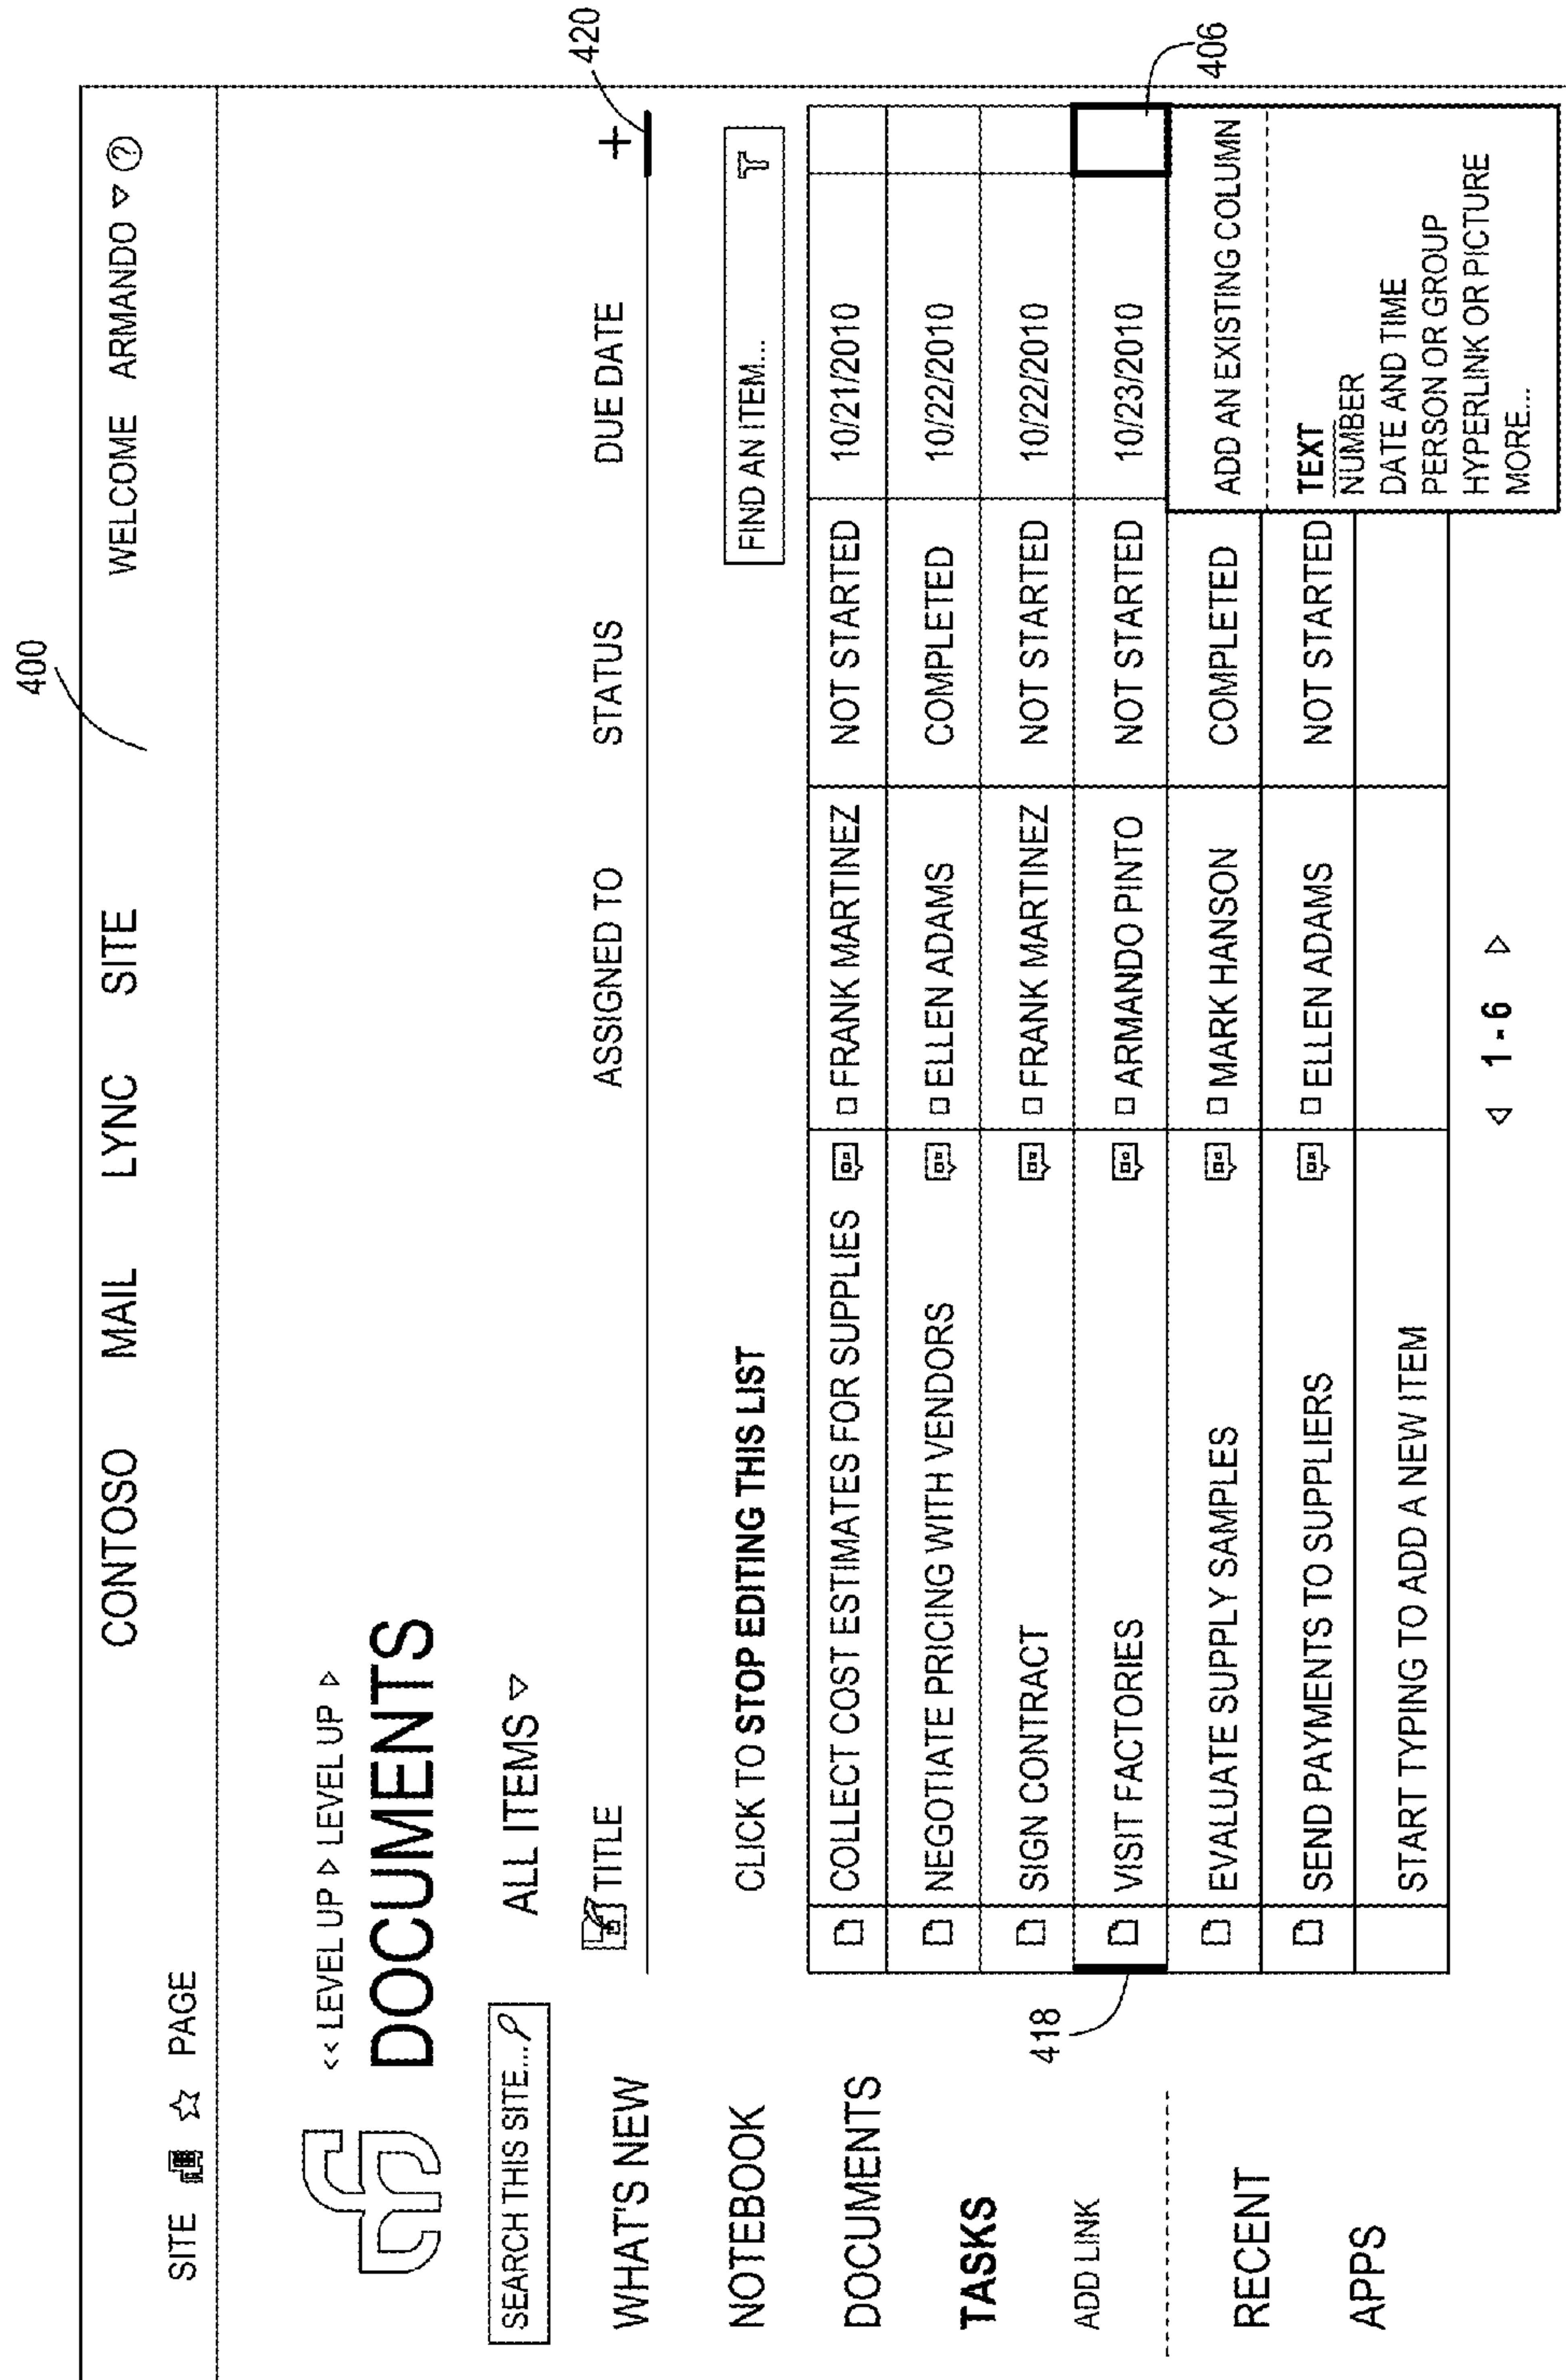 400
CONTOSO MAIL LYNC SITE WELCOME ARMANDO ?
SITE PAGE
<< LEVEL UP ▷ LEVEL UP ▷
DOCUMENTS
SEARCH THIS SITE...
ALL ITEMS
TITLE ASSIGNED TO STATUS DUE DATE +
420
WHAT'S NEW
NOTEBOOK
DOCUMENTS
TASKS
ADD LINK
RECENT
APPS
CLICK TO STOP EDITING THIS LIST
FIND AN ITEM...
COLLECT COST ESTIMATES FOR SUPPLIES FRANK MARTINEZ NOT STARTED 10/21/2010
NEGOTIATE PRICING WITH VENDORS ELLEN ADAMS COMPLETED 10/22/2010
SIGN CONTRACT FRANK MARTINEZ NOT STARTED 10/22/2010
418
VISIT FACTORIES ARMANDO PINTO NOT STARTED 10/23/2010
406
EVALUATE SUPPLY SAMPLES MARK HANSON COMPLETED
SEND PAYMENTS TO SUPPLIERS ELLEN ADAMS NOT STARTED
START TYPING TO ADD A NEW ITEM
ADD AN EXISTING COLUMN
TEXT
NUMBER
DATE AND TIME
PERSON OR GROUP
HYPERLINK OR PICTURE
MORE...
1 - 6